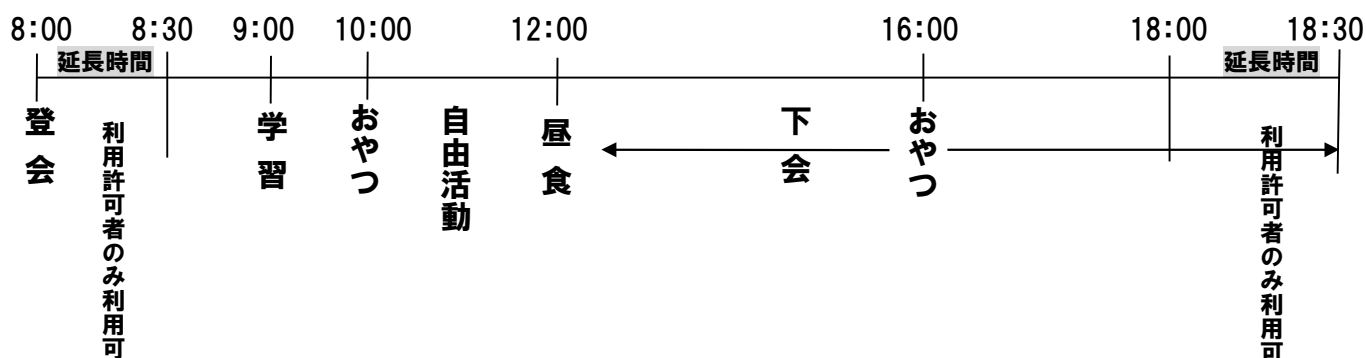 8:00 8:30 9:00 10:00 12:00 16:00 18:00 18:30
延長時間 延長時間
登会
利用許可者のみ利用可
学習
おやつ
自由活動
昼食
下会
おやつ
利用許可者のみ利用可